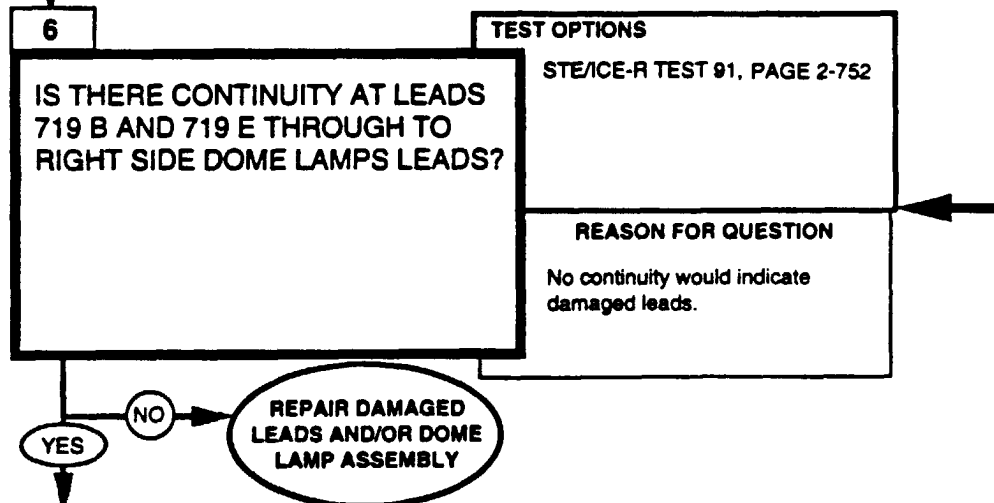 6
IS THERE CONTINUITY AT LEADS
719 B AND 719 E THROUGH TO
RIGHT SIDE DOME LAMPS LEADS?
TEST OPTIONS
STE/ICE-R TEST 91, PAGE 2-752
REASON FOR QUESTION
No continuity would indicate
damaged leads.
NO
REPAIR DAMAGED
LEADS AND/OR DOME
LAMP ASSEMBLY
YES